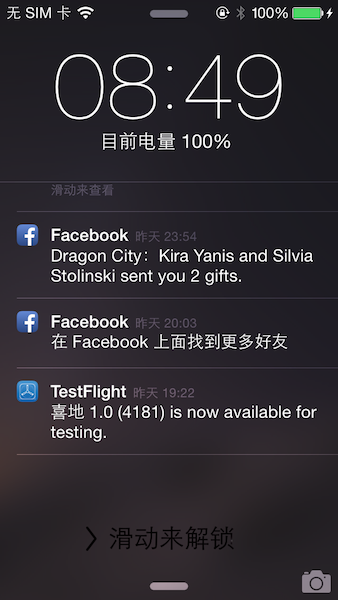 无 SIM 卡 100%
08:49
目前电量 100%
滑动来查看
Facebook 昨天 23:54
Dragon City：Kira Yanis and Silvia
Stolinski sent you 2 gifts.
Facebook 昨天 20:03
在 Facebook 上面找到更多好友
TestFlight 昨天 19:22
喜地 1.0 (4181) is now available for
testing.
滑动来解锁